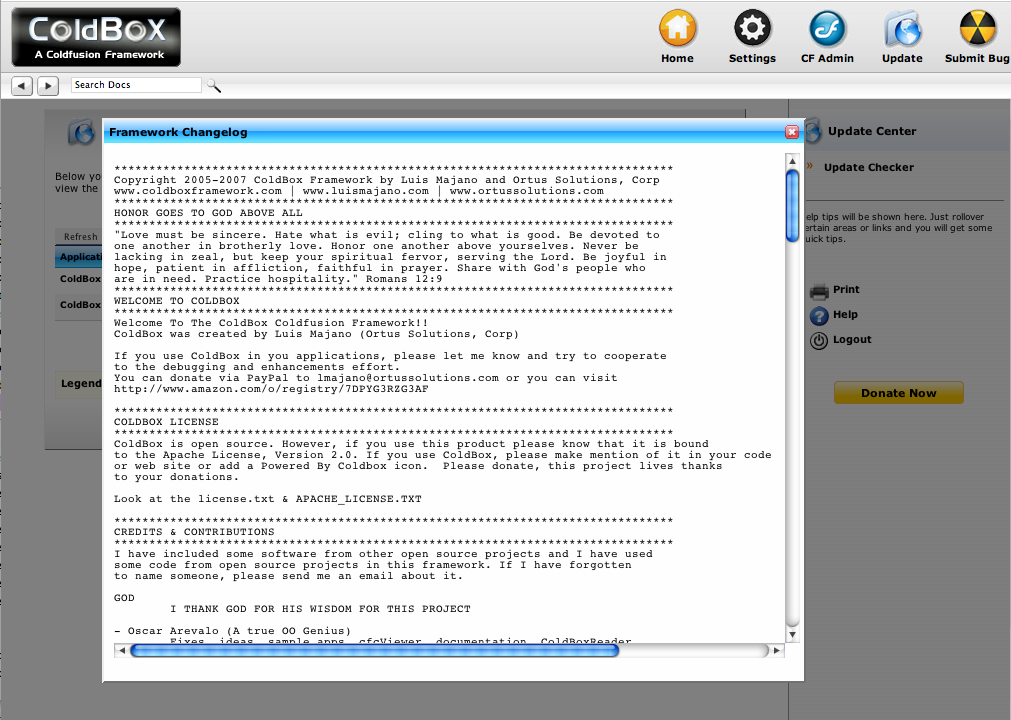 ColdBox
A Coldfusion Framework
Home
Settings
CF Admin
Update
Submit Bug
Search Docs
Framework Changelog
*********************************************************************************
Copyright 2005-2007 ColdBox Framework by Luis Majano and Ortus Solutions, Corp
www.coldboxframework.com | www.luismajano.com | www.ortussolutions.com
*********************************************************************************
HONOR GOES TO GOD ABOVE ALL
*********************************************************************************
"Love must be sincere. Hate what is evil; cling to what is good. Be devoted to
one another in brotherly love. Honor one another above yourselves. Never be
lacking in zeal, but keep your spiritual fervor, serving the Lord. Be joyful in
hope, patient in affliction, faithful in prayer. Share with God's people who
are in need. Practice hospitality." Romans 12:9
*********************************************************************************
WELCOME TO COLDBOX
*********************************************************************************
Welcome To The ColdBox Coldfusion Framework!!
ColdBox was created by Luis Majano (Ortus Solutions, Corp)
If you use ColdBox in you applications, please let me know and try to cooperate
to the debugging and enhancements effort.
You can donate via PayPal to lmajano@ortussolutions.com or you can visit
http://www.amazon.com/o/registry/7DPYG3RZG3AF
*********************************************************************************
COLDBOX LICENSE
*********************************************************************************
ColdBox is open source. However, if you use this product please know that it is bound
to the Apache License, Version 2.0. If you use ColdBox, please make mention of it in your code
or web site or add a Powered By Coldbox icon.  Please donate, this project lives thanks
to your donations.
Look at the license.txt & APACHE_LICENSE.TXT
*********************************************************************************
CREDITS & CONTRIBUTIONS
*********************************************************************************
I have included some software from other open source projects and I have used
some code from open source projects in this framework. If I have forgotten
to name someone, please send me an email about it.
GOD
I THANK GOD FOR HIS WISDOM FOR THIS PROJECT
- Oscar Arevalo (A true OO Genius)
Fixes, ideas, sample apps, cfcViewer, documentation, ColdBoxReader
Below yo
view the
Refresh
Applicati
ColdBox
ColdBox
Legend
Update Center
» Update Checker
elp tips will be shown here. Just rollover
ertain areas or links and you will get some
uick tips.
Print
Help
Logout
Donate Now